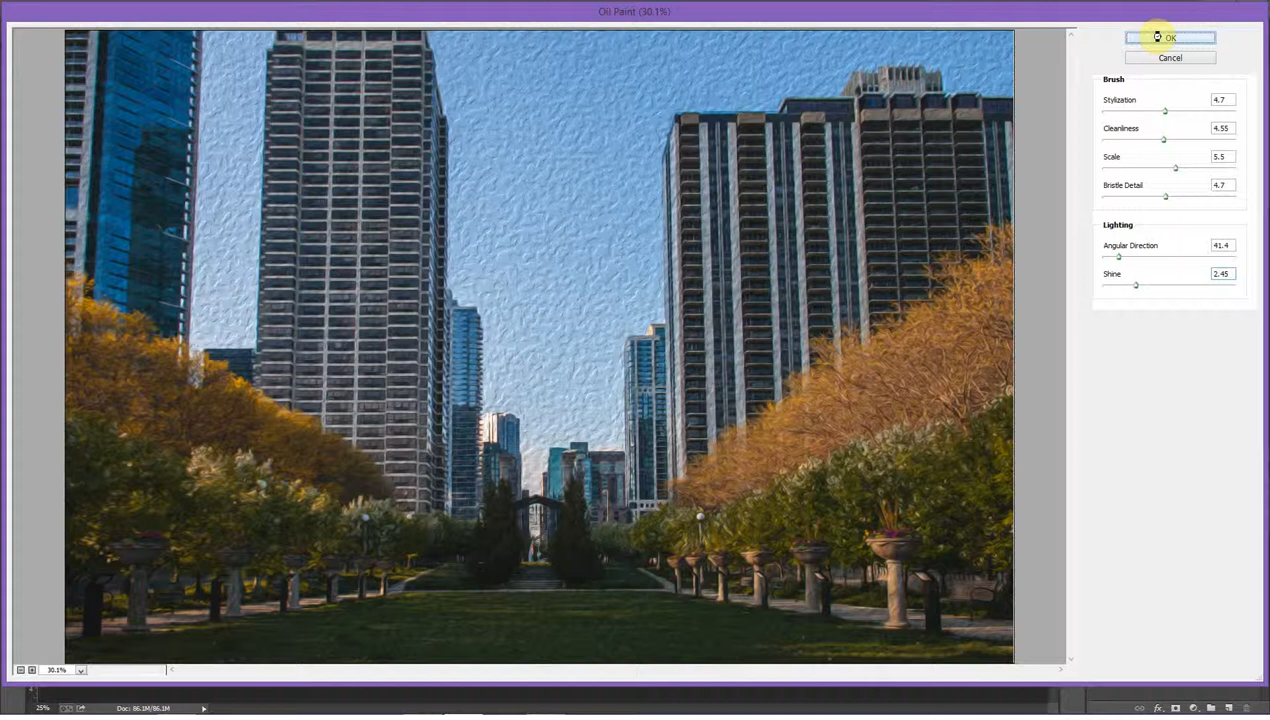 Oil Paint (30.1%)
OK
Cancel
Brush
Stylization 4.7
Cleanliness 4.55
Scale 5.5
Bristle Detail 4.7
Lighting
Angular Direction 41.4
Shine 2.45
30.1%
25% Doc: 86.1M/86.1M
fx